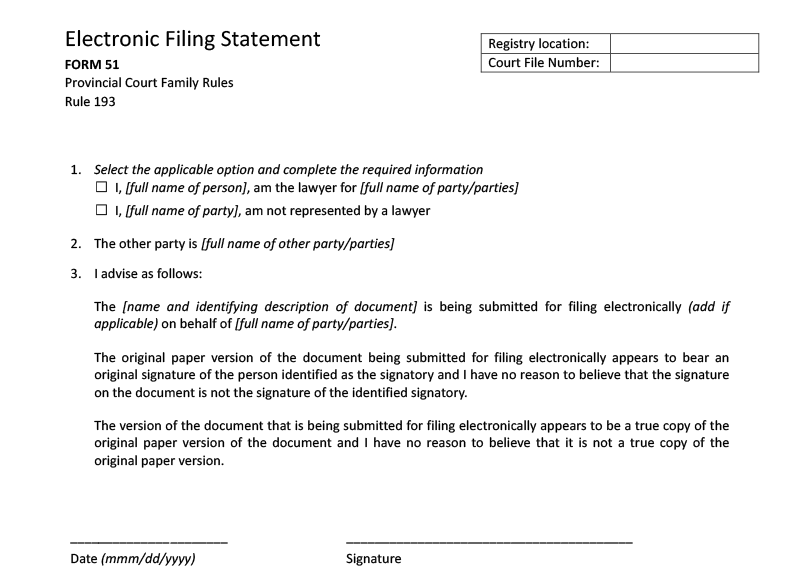 Electronic Filing Statement
FORM 51
Provincial Court Family Rules
Rule 193
Registry location:
Court File Number:
1. Select the applicable option and complete the required information
☐ I, [full name of person], am the lawyer for [full name of party/parties]
☐ I, [full name of party], am not represented by a lawyer
2. The other party is [full name of other party/parties]
3. I advise as follows:
The [name and identifying description of document] is being submitted for filing electronically (add if
applicable) on behalf of [full name of party/parties].
The original paper version of the document being submitted for filing electronically appears to bear an
original signature of the person identified as the signatory and I have no reason to believe that the signature
on the document is not the signature of the identified signatory.
The version of the document that is being submitted for filing electronically appears to be a true copy of the
original paper version of the document and I have no reason to believe that it is not a true copy of the
original paper version.
Date (mmm/dd/yyyy)
Signature